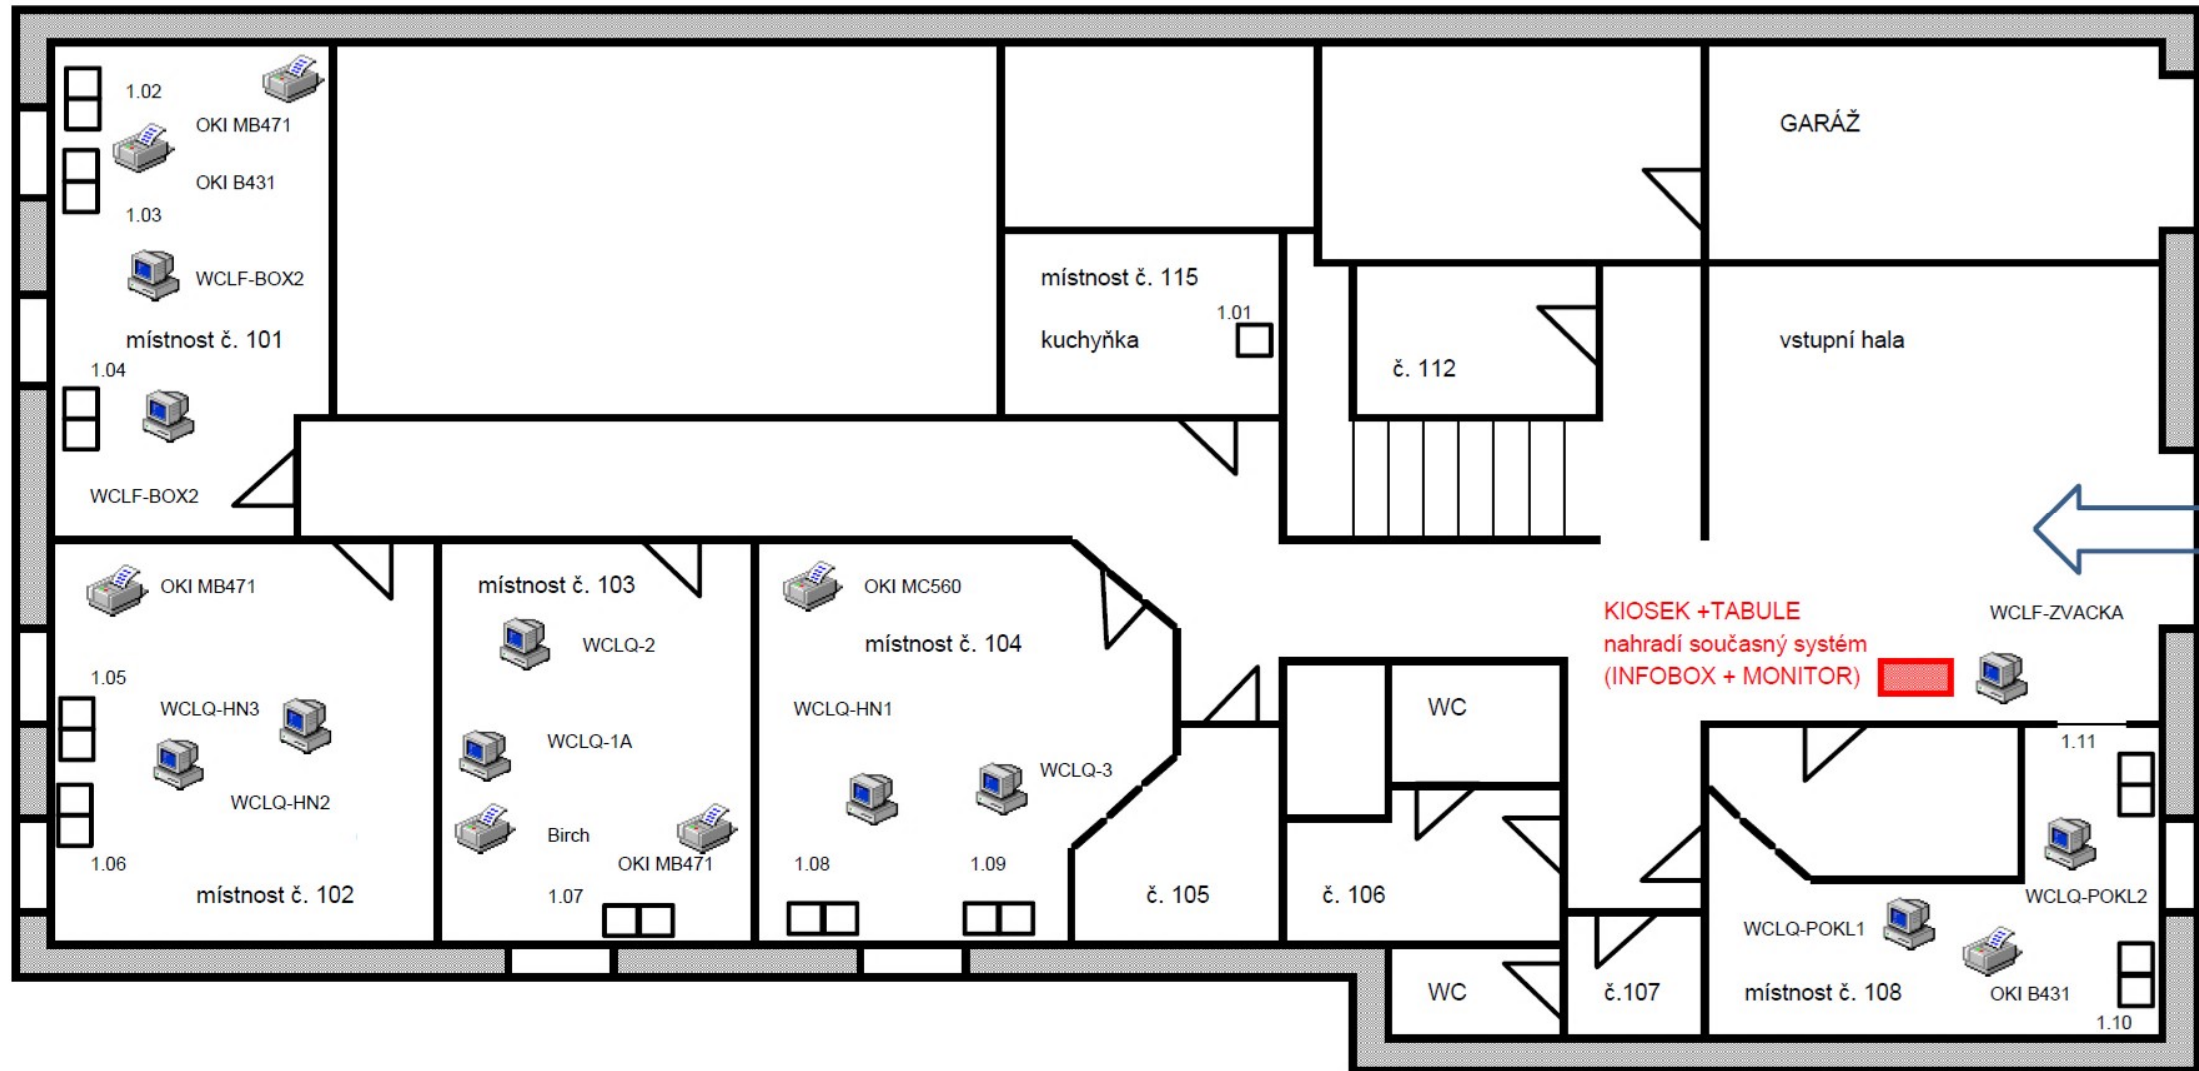 1.02
OKI MB471
OKI B431
1.03
WCLF-BOX2
místnost č. 101
1.04
WCLF-BOX2
místnost č. 115
1.01
kuchyňka
č. 112
GARÁŽ
vstupní hala
OKI MB471
1.05
WCLQ-HN3
WCLQ-HN2
1.06
místnost č. 102
místnost č. 103
WCLQ-2
WCLQ-1A
Birch
OKI MB471
1.07
OKI MC560
místnost č. 104
WCLQ-HN1
WCLQ-3
1.08
1.09
č. 105
WC
č. 106
WC
č.107
KIOSEK +TABULE
nahradí současný systém
(INFOBOX + MONITOR)
WCLF-ZVACKA
1.11
WCLQ-POKL2
WCLQ-POKL1
místnost č. 108
OKI B431
1.10